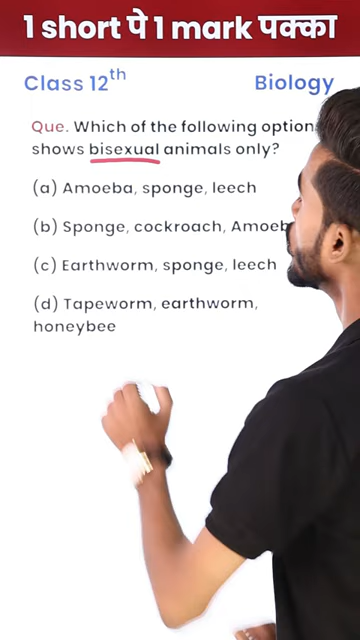 1 short पे 1 mark पक्का
Class 12th Biology
Que. Which of the following option
shows bisexual animals only?
(a) Amoeba, sponge, leech
(b) Sponge, cockroach, Amoeb
(c) Earthworm, sponge, leech
(d) Tapeworm, earthworm,
honeybee